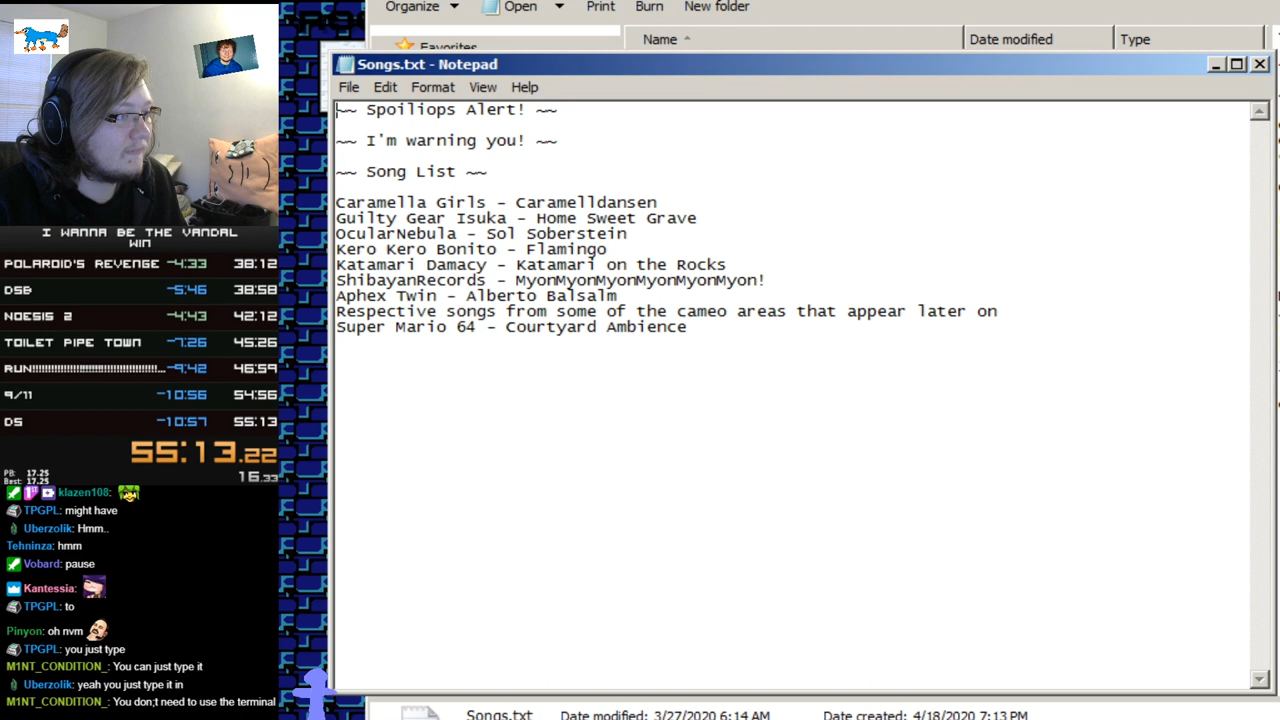 Organize Open Print Burn New folder
Favorites Name Date modified Type
Songs.txt - Notepad
File Edit Format View Help
~~ Spoiliops Alert! ~~
~~ I'm warning you! ~~
~~ Song List ~~
Caramella Girls - Caramelldansen
Guilty Gear Isuka - Home Sweet Grave
OcularNebula - Sol Soberstein
Kero Kero Bonito - Flamingo
Katamari Damacy - Katamari on the Rocks
ShibayanRecords - MyonMyonMyonMyonMyonMyon!
Aphex Twin - Alberto Balsalm
Respective songs from some of the cameo areas that appear later on
Super Mario 64 - Courtyard Ambience
I WANNA BE THE VANDAL
WIN
POLAROID'S REVENGE -4:33 38:12
DSB -5:46 38:58
NOESIS 2 -4:43 42:12
TOILET PIPE TOWN -7:26 45:26
-9:42 46:59
9/11 -10:56 54:56
DS -10:57 55:13
55:13.22
PB: 17.25 16.33
Best: 17.25
klazen108:
TPGPL: might have
Uberzolik: Hmm..
Tehninza: hmm
Vobard: pause
Kantessia:
TPGPL: to
Pinyon: oh nvm
TPGPL: you just type
M1NT_CONDITION_: You can just type it
Uberzolik: yeah you just type it in
M1NT_CONDITION_: You don;t need to use the terminal
Songs.txt Date modified: 3/27/2020 6:14 AM Date created: 4/18/2020 7:13 PM